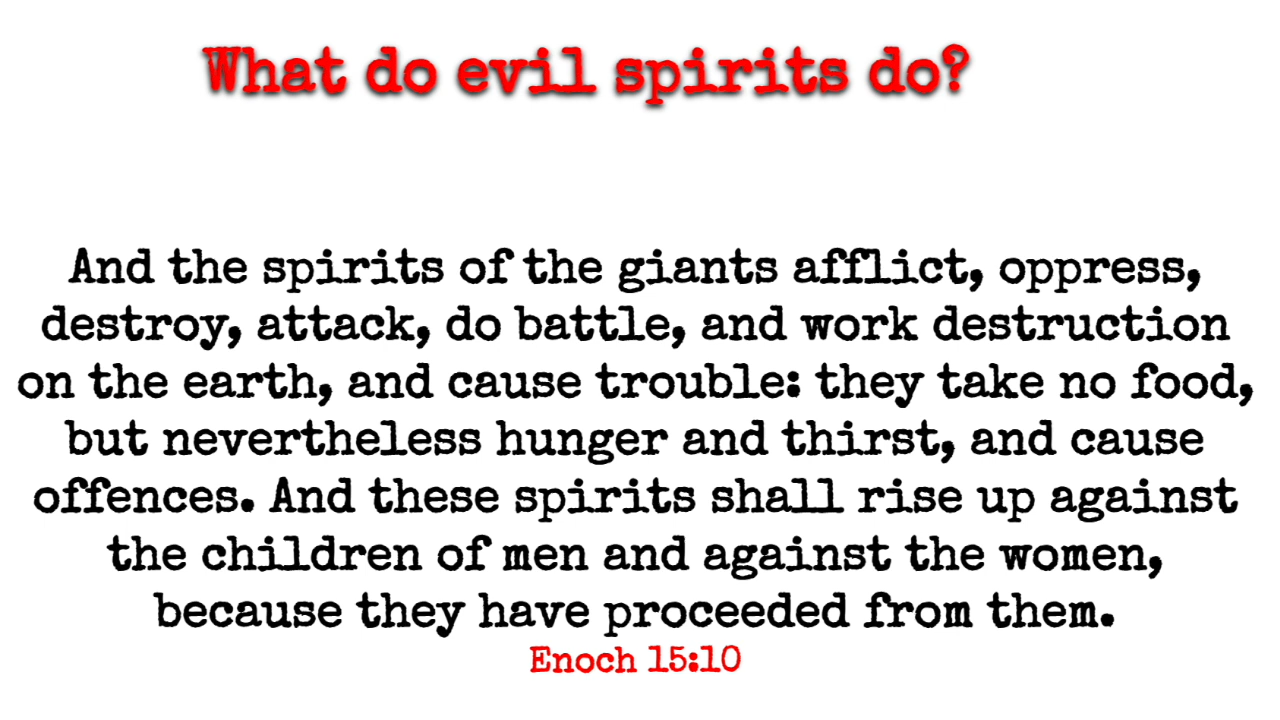 What do evil spirits do?
And the spirits of the giants afflict, oppress,
destroy, attack, do battle, and work destruction
on the earth, and cause trouble: they take no food,
but nevertheless hunger and thirst, and cause
offences. And these spirits shall rise up against
the children of men and against the women,
because they have proceeded from them.
Enoch 15:10